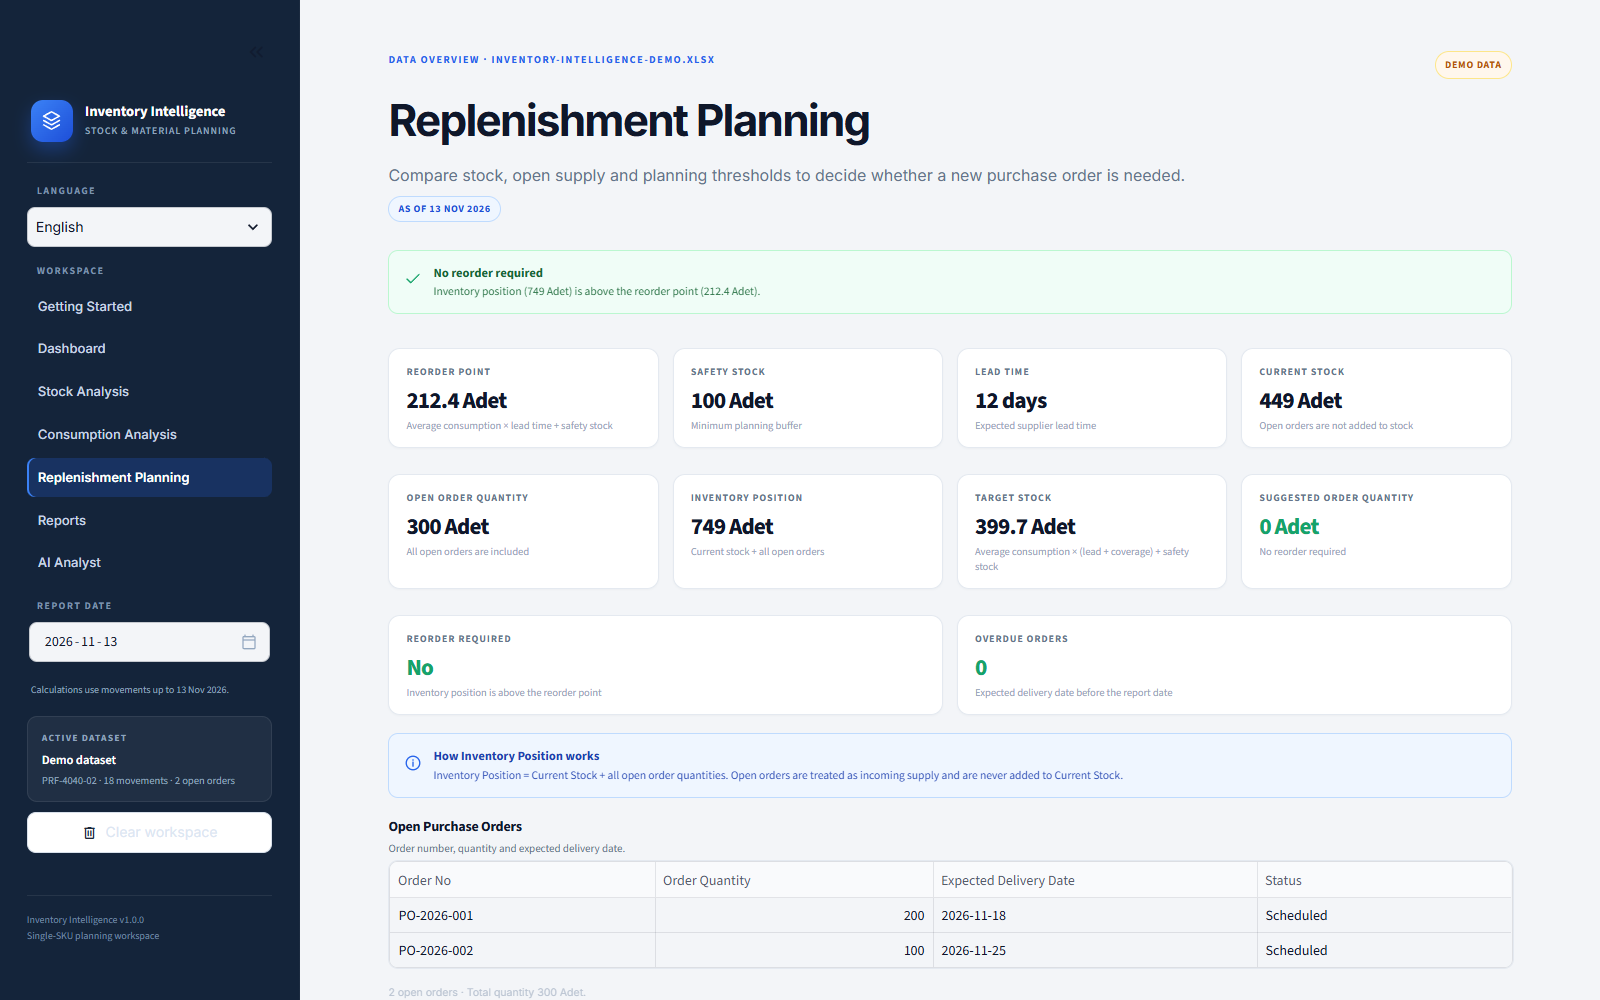 Inventory Intelligence
STOCK & MATERIAL PLANNING
LANGUAGE
English
WORKSPACE
Getting Started
Dashboard
Stock Analysis
Consumption Analysis
Replenishment Planning
Reports
AI Analyst
REPORT DATE
2026-11-13
Calculations use movements up to 13 Nov 2026.
ACTIVE DATASET
Demo dataset
PRF-4040-02 · 18 movements · 2 open orders
Clear workspace
Inventory Intelligence v1.0.0
Single-SKU planning workspace
DATA OVERVIEW · INVENTORY-INTELLIGENCE-DEMO.XLSX
DEMO DATA
Replenishment Planning
Compare stock, open supply and planning thresholds to decide whether a new purchase order is needed.
AS OF 13 NOV 2026
No reorder required
Inventory position (749 Adet) is above the reorder point (212.4 Adet).
REORDER POINT
212.4 Adet
Average consumption × lead time + safety stock
SAFETY STOCK
100 Adet
Minimum planning buffer
LEAD TIME
12 days
Expected supplier lead time
CURRENT STOCK
449 Adet
Open orders are not added to stock
OPEN ORDER QUANTITY
300 Adet
All open orders are included
INVENTORY POSITION
749 Adet
Current stock + all open orders
TARGET STOCK
399.7 Adet
Average consumption × (lead + coverage) + safety
stock
SUGGESTED ORDER QUANTITY
0 Adet
No reorder required
REORDER REQUIRED
No
Inventory position is above the reorder point
OVERDUE ORDERS
0
Expected delivery date before the report date
How Inventory Position works
Inventory Position = Current Stock + all open order quantities. Open orders are treated as incoming supply and are never added to Current Stock.
Open Purchase Orders
Order number, quantity and expected delivery date.
Order No Order Quantity Expected Delivery Date Status
PO-2026-001 200 2026-11-18 Scheduled
PO-2026-002 100 2026-11-25 Scheduled
2 open orders · Total quantity 300 Adet.